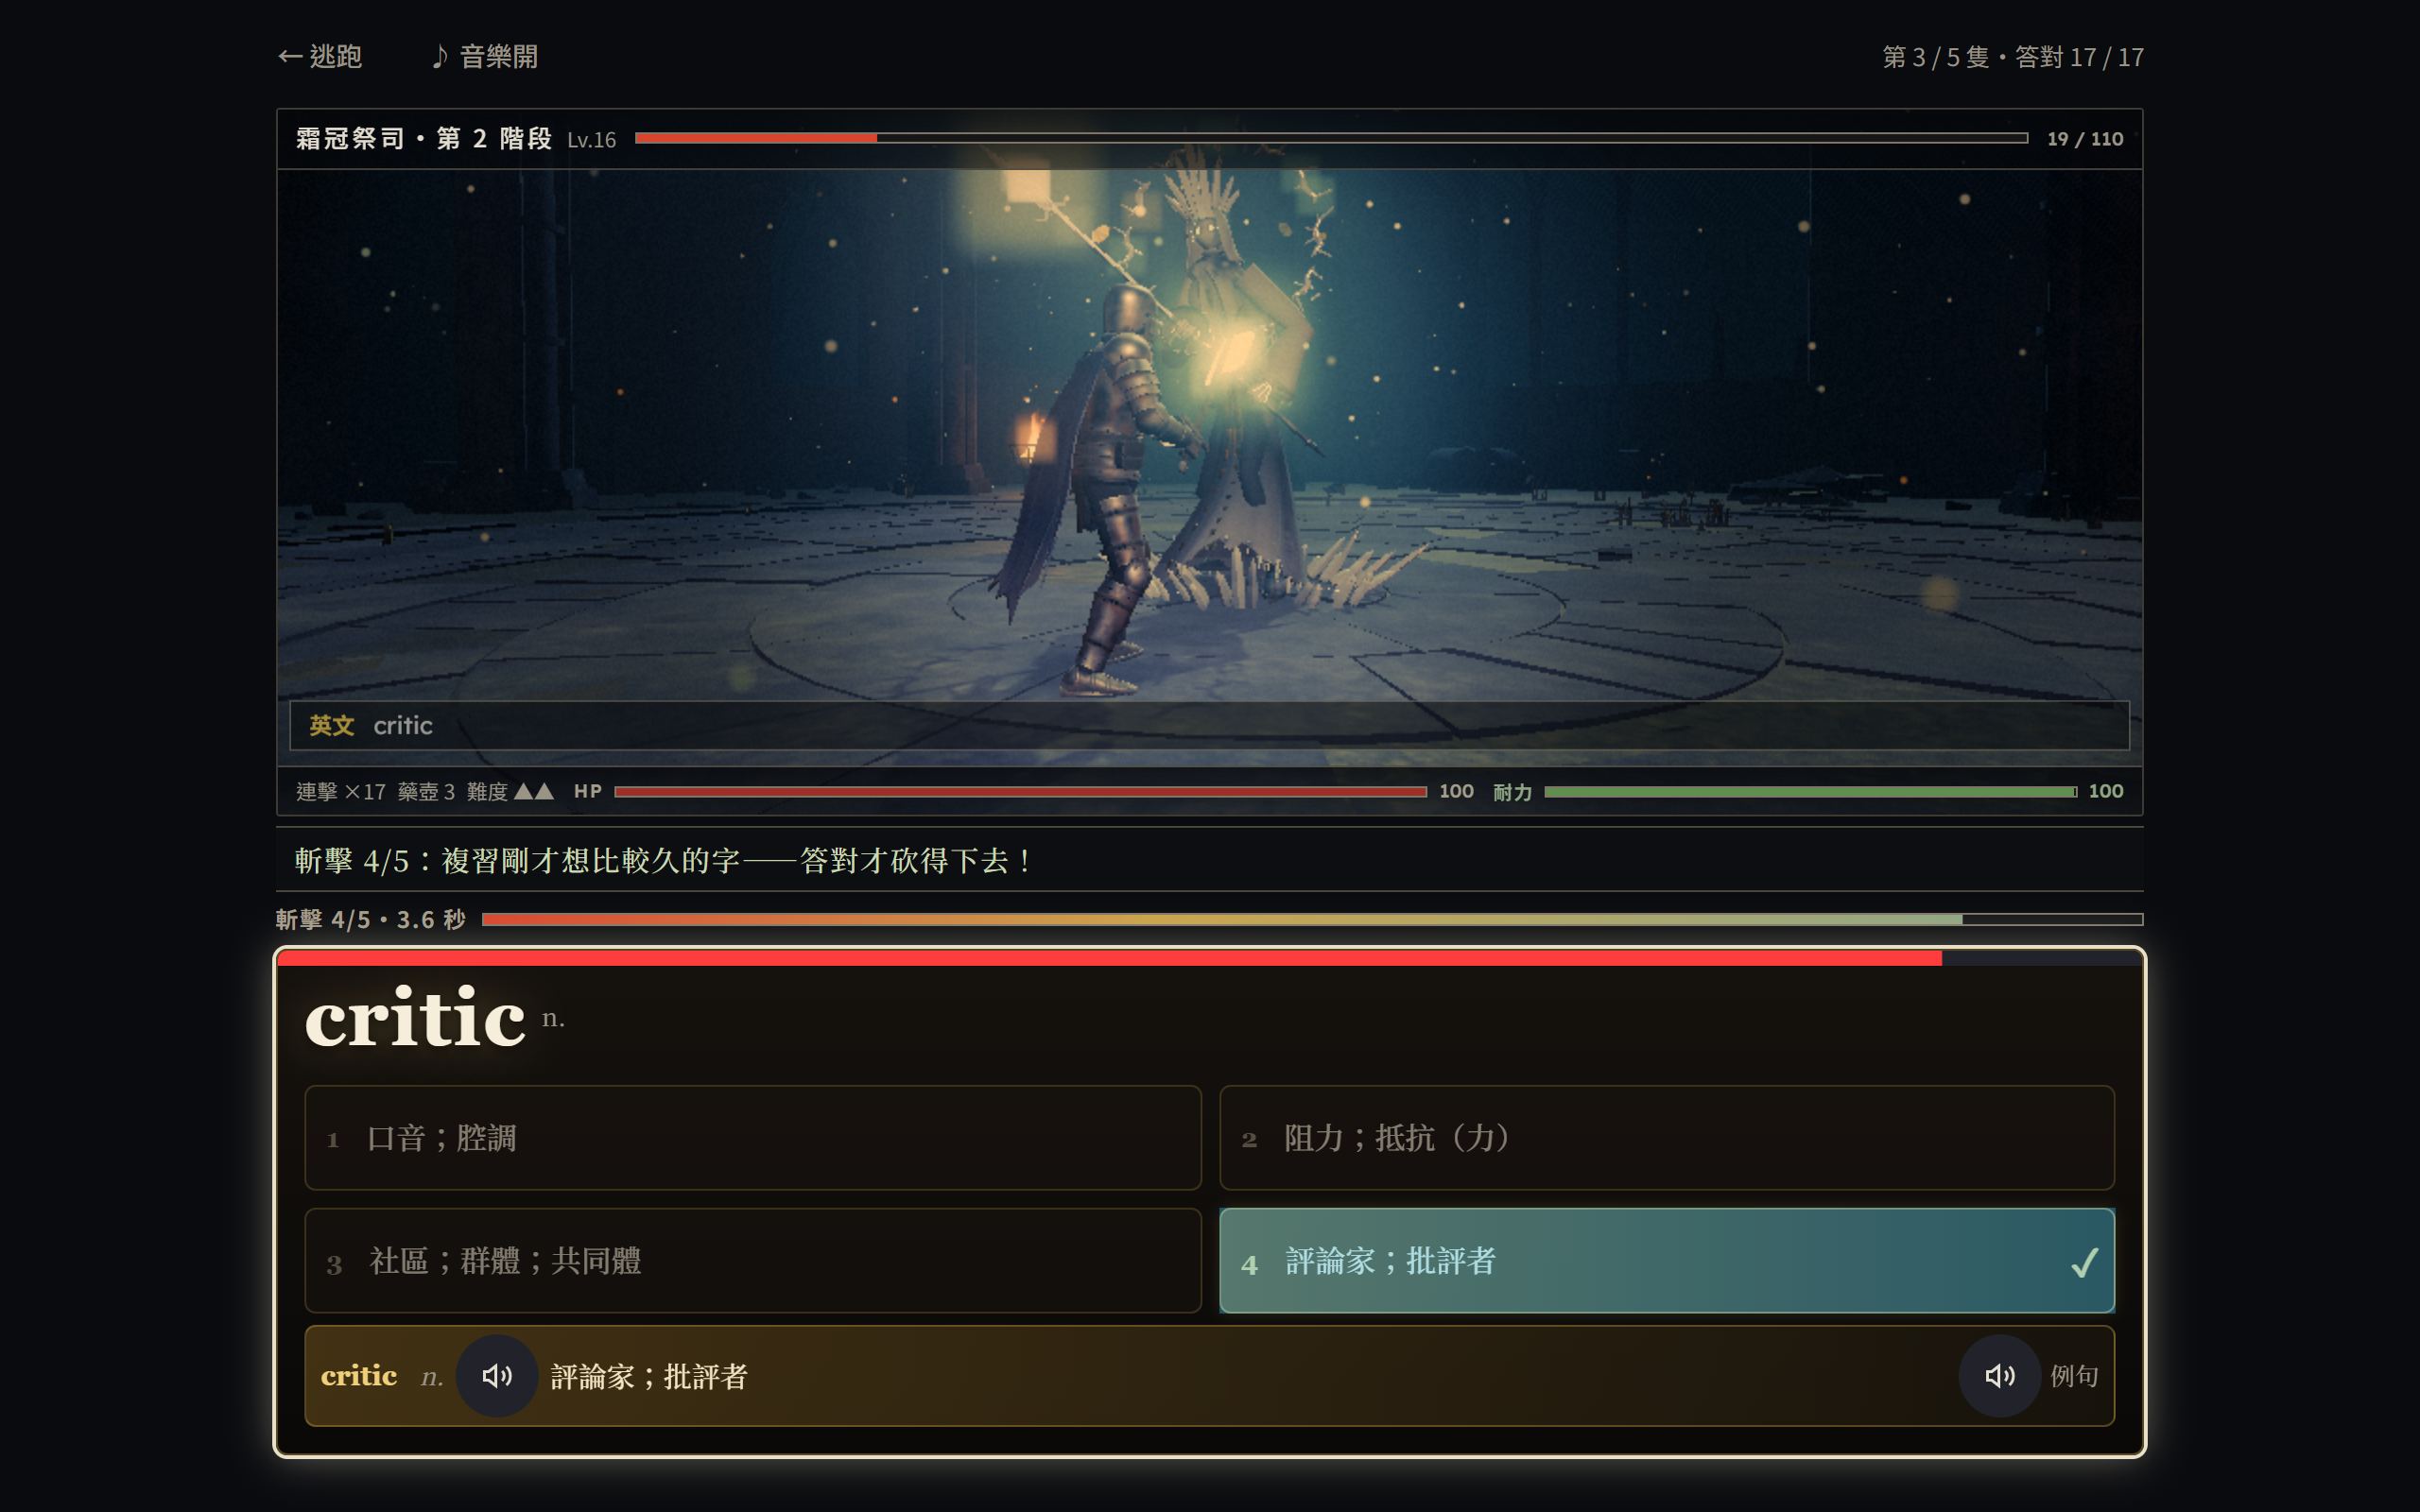 ← 逃跑 ♪ 音樂開 第 3 / 5 隻・答對 17 / 17
霜冠祭司・第 2 階段 Lv.16 19 / 110
英文 critic
連擊 ×17 藥壺 3 難度 ▲▲ HP 100 耐力 100
斬擊 4/5：複習剛才想比較久的字——答對才砍得下去！
斬擊 4/5・3.6 秒
critic n.
1 口音；腔調
2 阻力；抵抗（力）
3 社區；群體；共同體
4 評論家；批評者 ✓
critic n. 評論家；批評者 例句